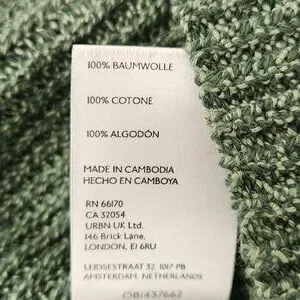 100% BAUMWOLLE
100% COTONE
100% ALGODÓN
MADE IN CAMBODIA
HECHO EN CAMBOYA
RN 66170
CA 32054
URBN UK Ltd.
146 Brick Lane,
LONDON, E1 6RU
LEIDSESTRAAT 32, 1017 PB
AMSTERDAM, NETHERLANDS
OBJ437662